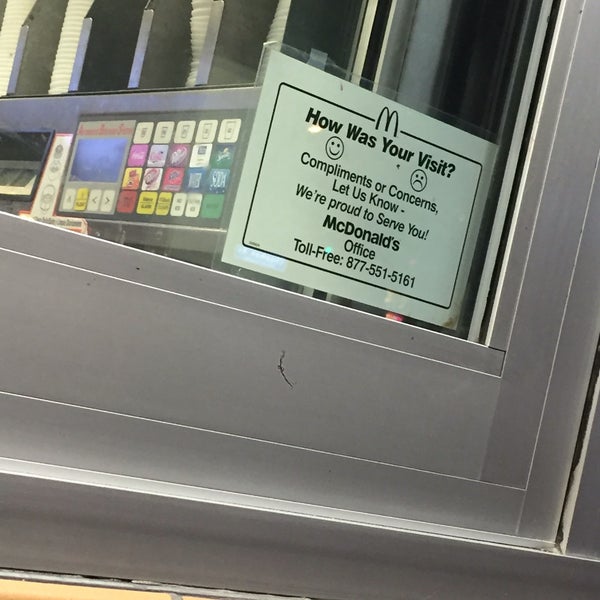 How Was Your Visit?
Compliments or Concerns,
Let Us Know -
We're proud to Serve You!
McDonald's
Office
Toll-Free: 877-551-5161